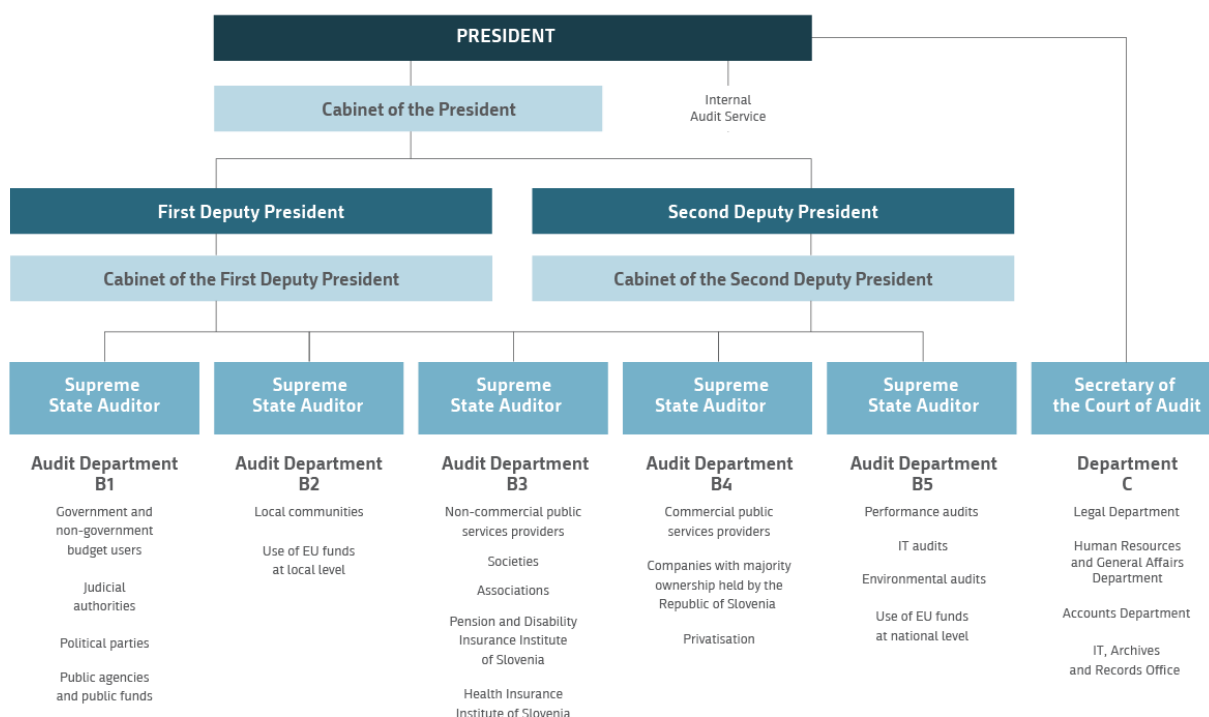 PRESIDENT
Cabinet of the President
Internal
Audit Service
First Deputy President
Second Deputy President
Cabinet of the First Deputy President
Cabinet of the Second Deputy President
Supreme
State Auditor
Audit Department
B1
Government and
non-government
budget users
Judicial
authorities
Political parties
Public agencies
and public funds
Supreme
State Auditor
Audit Department
B2
Local communities
Use of EU funds
at local level
Supreme
State Auditor
Audit Department
B3
Non-commercial public
services providers
Societies
Associations
Pension and Disability
Insurance Institute
of Slovenia
Health Insurance
Institute of Slovenia
Supreme
State Auditor
Audit Department
B4
Commercial public
services providers
Companies with majority
ownership held by the
Republic of Slovenia
Privatisation
Supreme
State Auditor
Audit Department
B5
Performance audits
IT audits
Environmental audits
Use of EU funds
at national level
Secretary of
the Court of Audit
Department
C
Legal Department
Human Resources
and General Affairs
Department
Accounts Department
IT, Archives
and Records Office